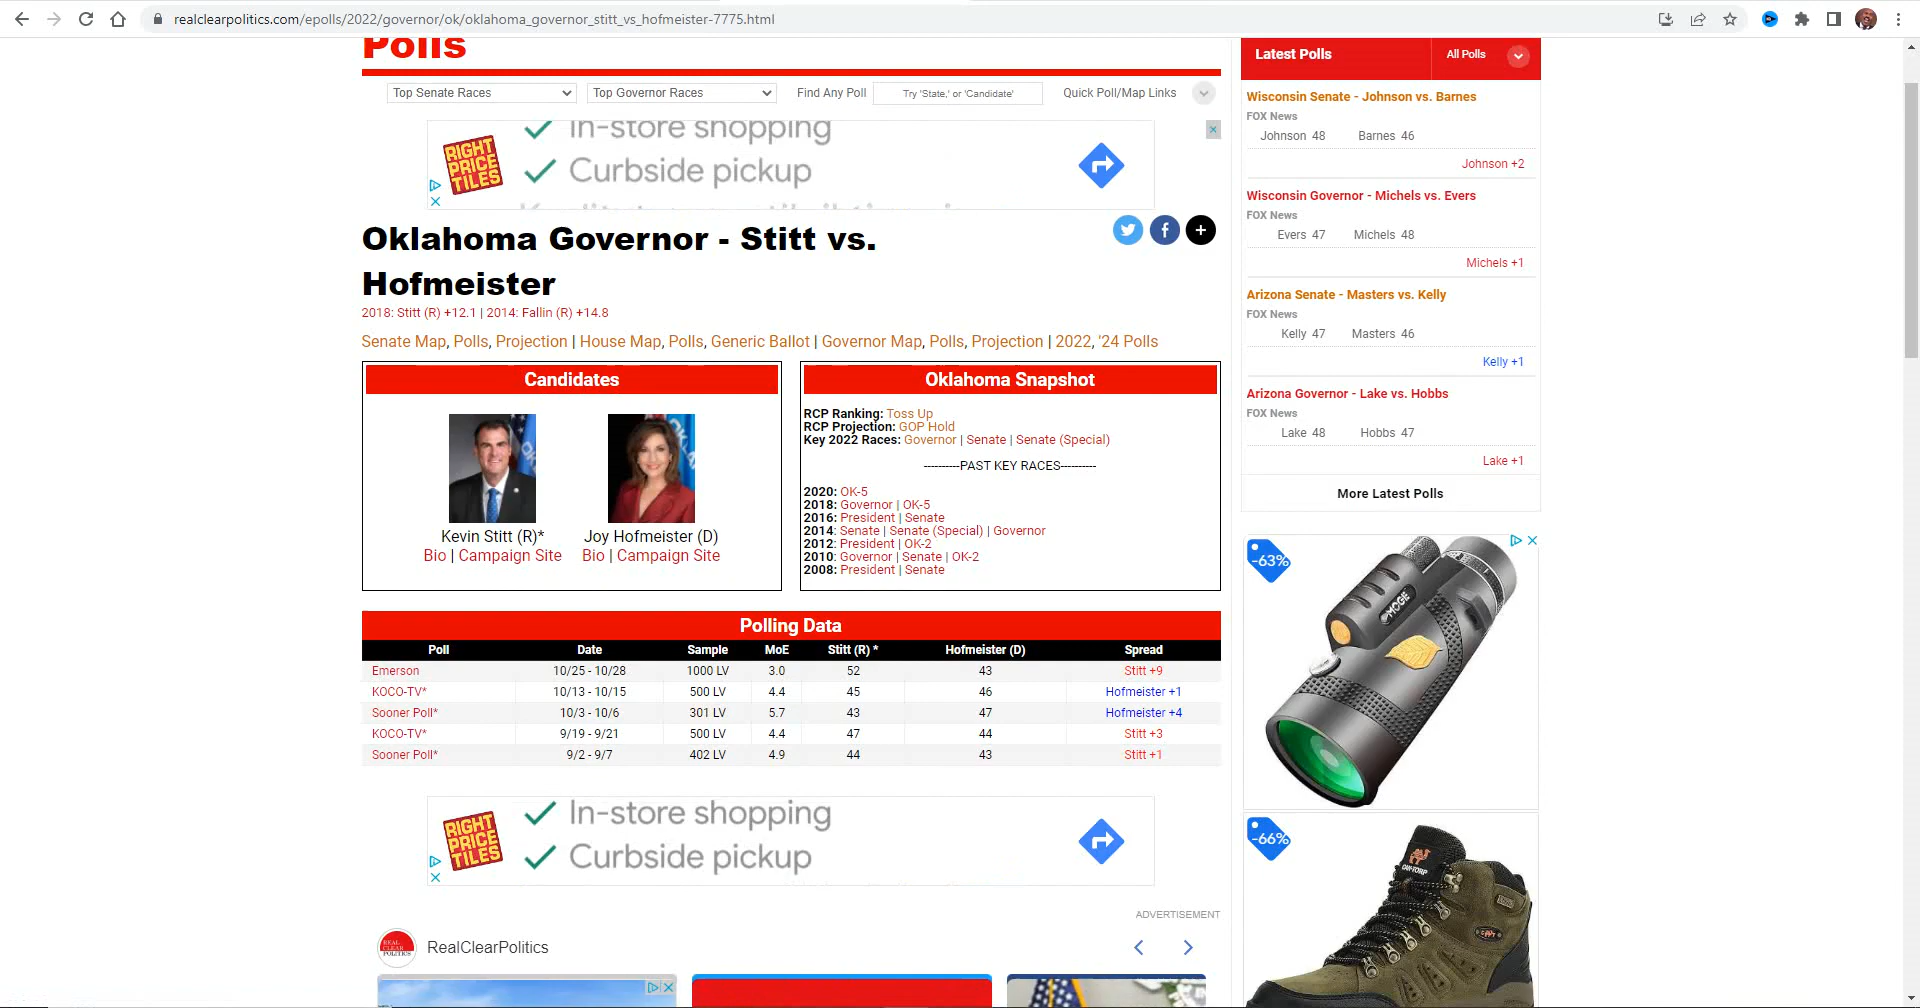 realclearpolitics.com/epolls/2022/governor/ok/oklahoma_governor_stitt_vs_hofmeister-7775.html
Polls
Top Senate Races
Top Governor Races
Find Any Poll
Try 'State,' or 'Candidate'
Quick Poll/Map Links
RIGHT PRICE TILES
In-store shopping
Curbside pickup
Oklahoma Governor - Stitt vs.
Hofmeister
2018: Stitt (R) +12.1 | 2014: Fallin (R) +14.8
Senate Map, Polls, Projection | House Map, Polls, Generic Ballot | Governor Map, Polls, Projection | 2022, '24 Polls
Candidates
Kevin Stitt (R)*
Bio | Campaign Site
Joy Hofmeister (D)
Bio | Campaign Site
Oklahoma Snapshot
RCP Ranking: Toss Up
RCP Projection: GOP Hold
Key 2022 Races: Governor | Senate | Senate (Special)
----------PAST KEY RACES----------
2020: OK-5
2018: Governor | OK-5
2016: President | Senate
2014: Senate | Senate (Special) | Governor
2012: President | OK-2
2010: Governor | Senate | OK-2
2008: President | Senate
Polling Data
Poll Date Sample MoE Stitt (R) * Hofmeister (D) Spread
Emerson 10/25 - 10/28 1000 LV 3.0 52 43 Stitt +9
KOCO-TV* 10/13 - 10/15 500 LV 4.4 45 46 Hofmeister +1
Sooner Poll* 10/3 - 10/6 301 LV 5.7 43 47 Hofmeister +4
KOCO-TV* 9/19 - 9/21 500 LV 4.4 47 44 Stitt +3
Sooner Poll* 9/2 - 9/7 402 LV 4.9 44 43 Stitt +1
RIGHT PRICE TILES
In-store shopping
Curbside pickup
ADVERTISEMENT
REAL CLEAR POLITICS
RealClearPolitics
Latest Polls
All Polls
Wisconsin Senate - Johnson vs. Barnes
FOX News
Johnson 48 Barnes 46
Johnson +2
Wisconsin Governor - Michels vs. Evers
FOX News
Evers 47 Michels 48
Michels +1
Arizona Senate - Masters vs. Kelly
FOX News
Kelly 47 Masters 46
Kelly +1
Arizona Governor - Lake vs. Hobbs
FOX News
Lake 48 Hobbs 47
Lake +1
More Latest Polls
-63%
MOGE
-66%